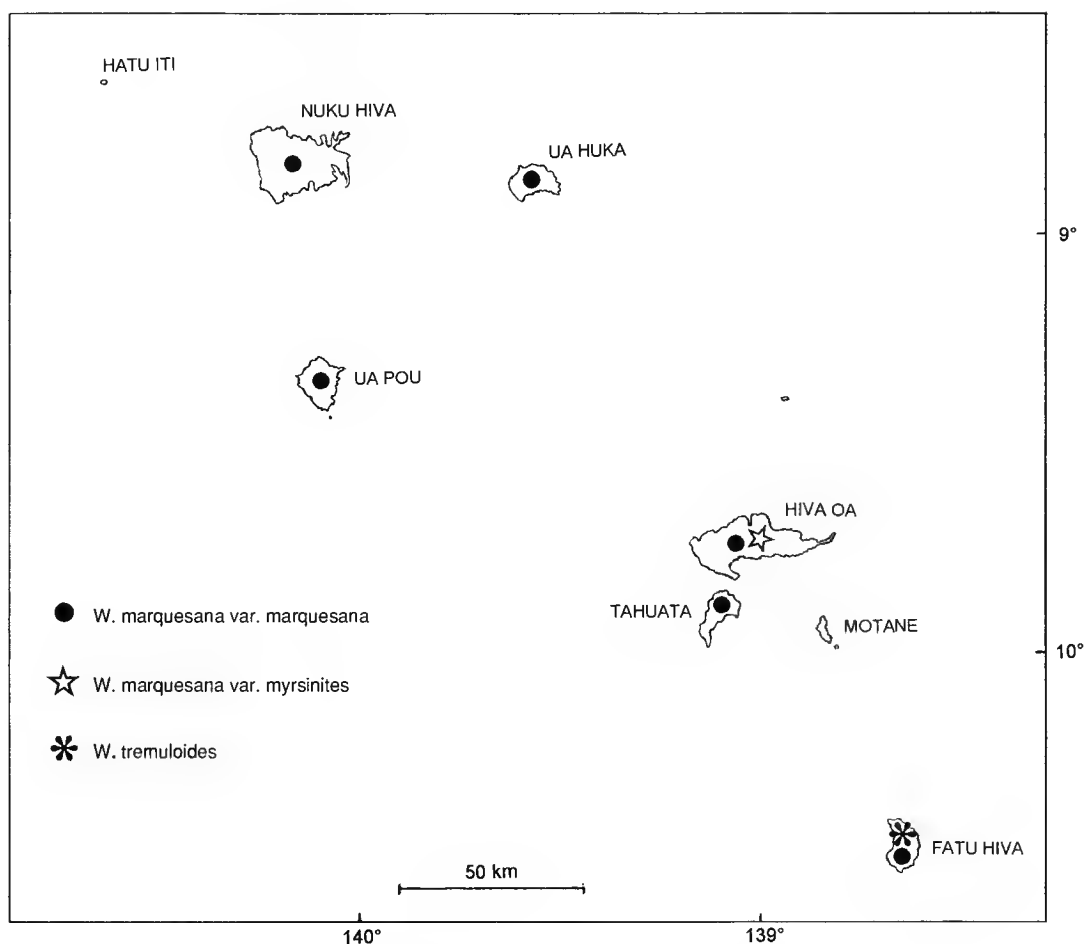 HATU ITI
NUKU HIVA
UA HUKA
9°
UA POU
HIVA OA
TAHUATA
MOTANE
10°
W. marquesana var. marquesana
W. marquesana var. myrsinites
W. tremuloides
FATU HIVA
50 km
140°
139°